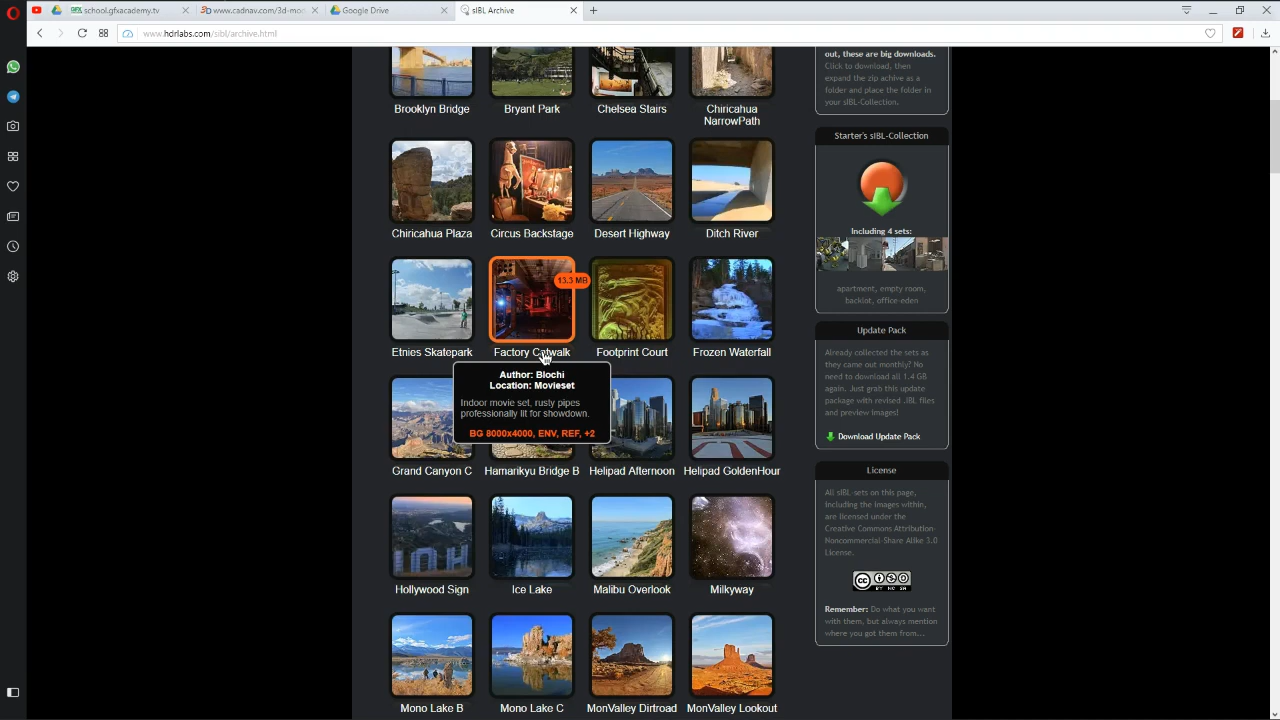 school.gfxacademy.tv
www.cadnav.com/3d-mod
Google Drive
sIBL Archive
www.hdrlabs.com/sibl/archive.html
Brooklyn Bridge
Bryant Park
Chelsea Stairs
Chiricahua
NarrowPath
Chiricahua Plaza
Circus Backstage
Desert Highway
Ditch River
13.3 MB
Etnies Skatepark
Factory Catwalk
Footprint Court
Frozen Waterfall
Author: Blochi
Location: Movieset
Indoor movie set, rusty pipes
professionally lit for showdown.
BG 8000x4000, ENV, REF, +2
Grand Canyon C
Hamarikyu Bridge B
Helipad Afternoon
Helipad GoldenHour
Hollywood Sign
Ice Lake
Malibu Overlook
Milkyway
Mono Lake B
Mono Lake C
MonValley Dirtroad
MonValley Lookout
out, these are big downloads.
Click to download, then
expand the zip achive as a
folder and place the folder in
your sIBL-Collection.
Starter's sIBL-Collection
Including 4 sets:
apartment, empty room,
backlot, office-eden
Update Pack
Already collected the sets as
they came out monthly? No
need to download all 1.4 GB
again. Just grab this update
package with revised .IBL files
and preview images!
Download Update Pack
License
All sIBL-sets on this page,
including the images within,
are licensed under the
Creative Commons Attribution-
Noncommercial-Share Alike 3.0
License.
cc
BY NC SA
Remember: Do what you want
with them, but always mention
where you got them from...